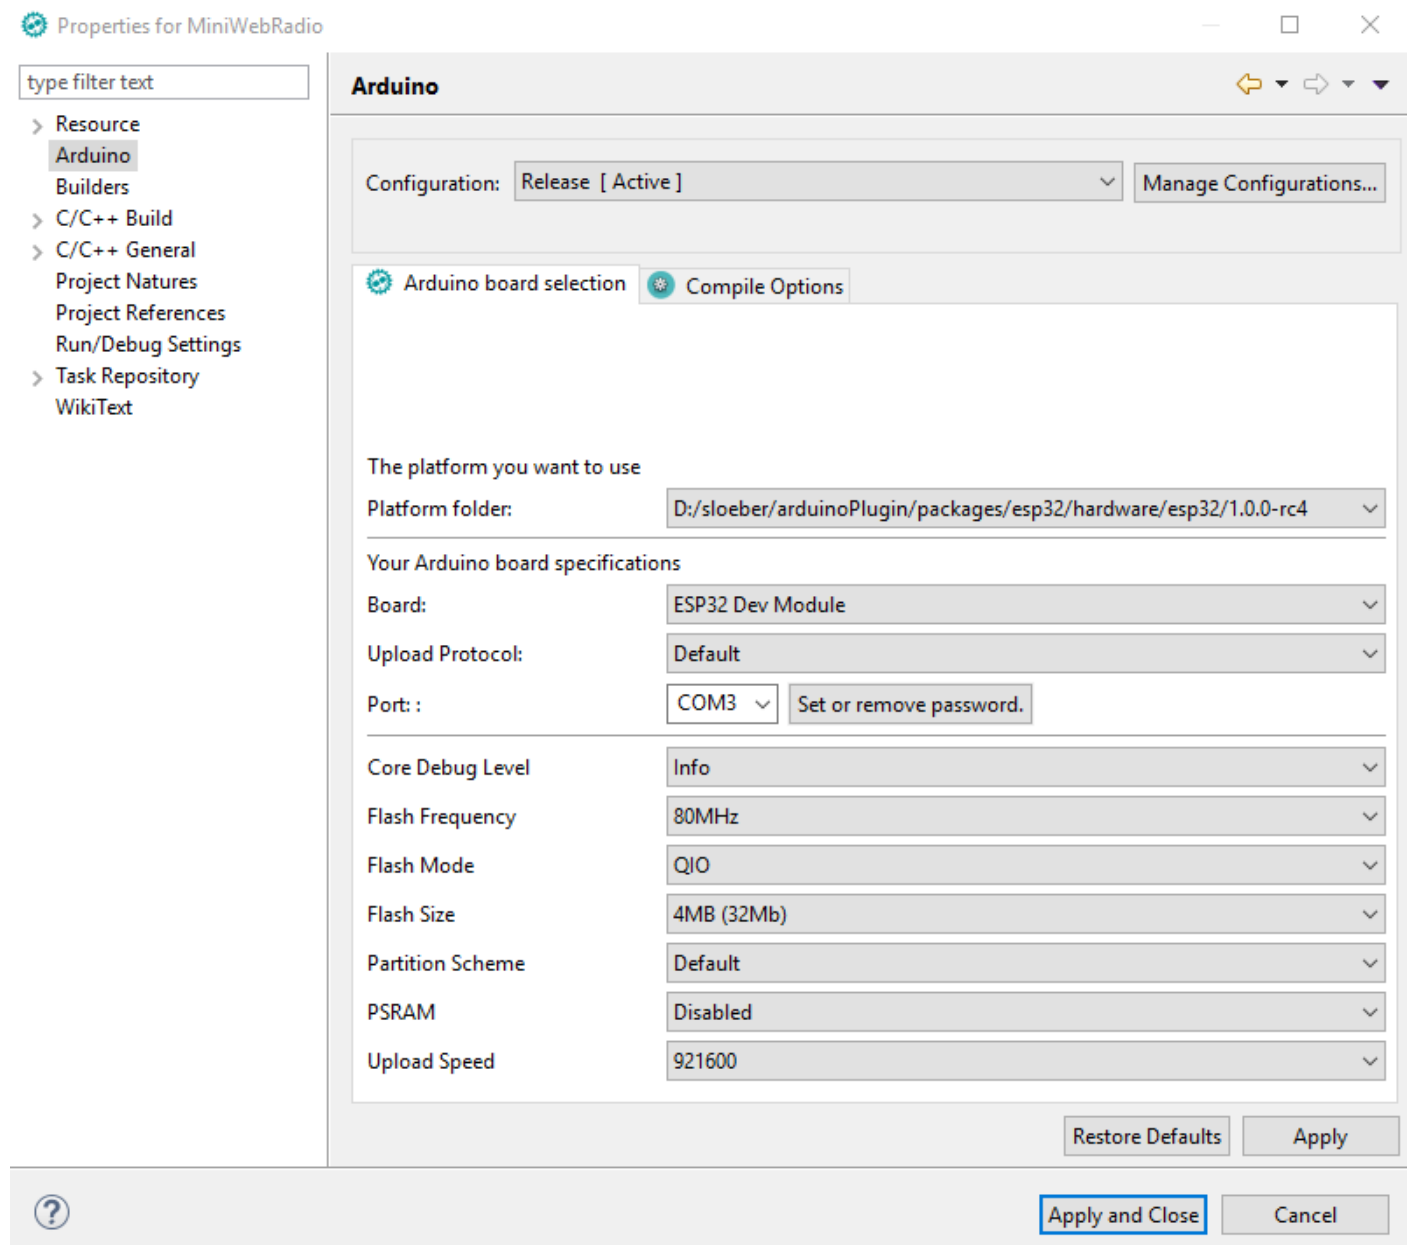 Properties for MiniWebRadio
type filter text
Resource
Arduino
Builders
C/C++ Build
C/C++ General
Project Natures
Project References
Run/Debug Settings
Task Repository
WikiText
Arduino
Configuration: Release [ Active ] Manage Configurations...
Arduino board selection Compile Options
The platform you want to use
Platform folder: D:/sloeber/arduinoPlugin/packages/esp32/hardware/esp32/1.0.0-rc4
Your Arduino board specifications
Board: ESP32 Dev Module
Upload Protocol: Default
Port: : COM3 Set or remove password.
Core Debug Level Info
Flash Frequency 80MHz
Flash Mode QIO
Flash Size 4MB (32Mb)
Partition Scheme Default
PSRAM Disabled
Upload Speed 921600
Restore Defaults Apply
? Apply and Close Cancel